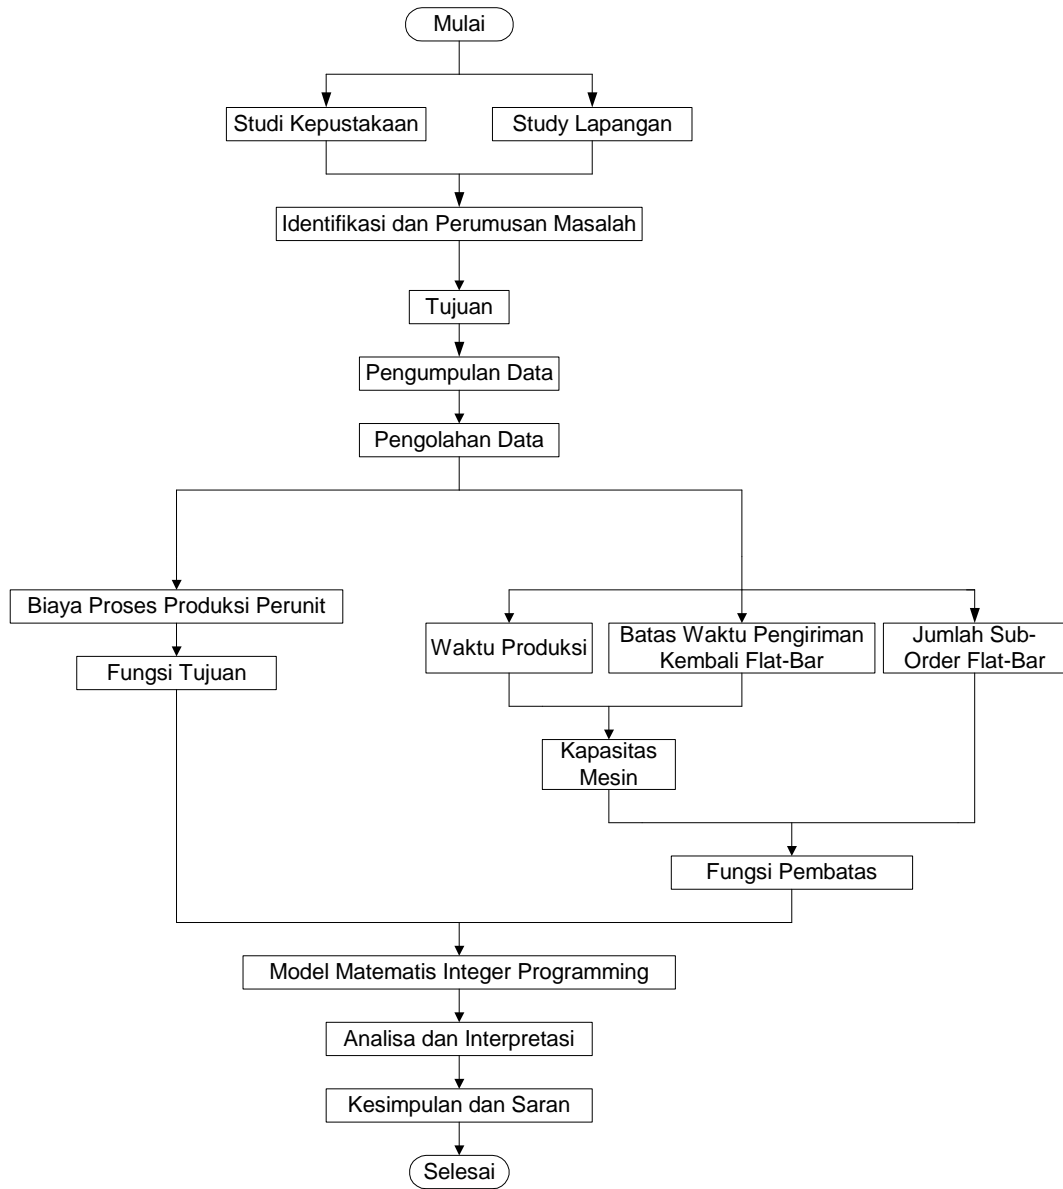 Mulai
Studi Kepustakaan
Study Lapangan
Identifikasi dan Perumusan Masalah
Tujuan
Pengumpulan Data
Pengolahan Data
Biaya Proses Produksi Perunit
Fungsi Tujuan
Waktu Produksi
Batas Waktu Pengiriman
Kembali Flat-Bar
Jumlah Sub-
Order Flat-Bar
Kapasitas
Mesin
Fungsi Pembatas
Model Matematis Integer Programming
Analisa dan Interpretasi
Kesimpulan dan Saran
Selesai